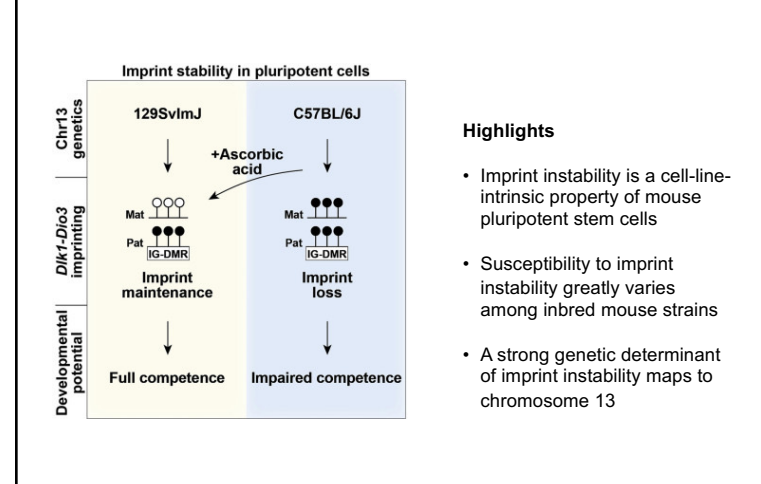 Imprint stability in pluripotent cells
Chr13
genetics
129SvImJ
C57BL/6J
+Ascorbic
acid
Dlk1-Dio3
imprinting
Mat
Pat
IG-DMR
Imprint
maintenance
Mat
Pat
IG-DMR
Imprint
loss
Developmental
potential
Full competence
Impaired competence
Highlights
• Imprint instability is a cell-line-
intrinsic property of mouse
pluripotent stem cells
• Susceptibility to imprint
instability greatly varies
among inbred mouse strains
• A strong genetic determinant
of imprint instability maps to
chromosome 13